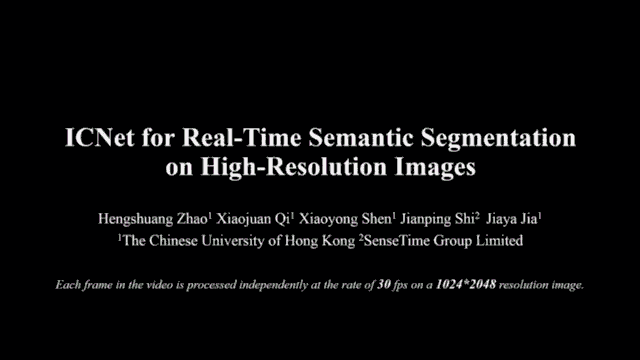 ICNet for Real-Time Semantic Segmentation
on High-Resolution Images
Hengshuang Zhao¹ Xiaojuan Qi¹ Xiaoyong Shen¹ Jianping Shi² Jiaya Jia¹
¹The Chinese University of Hong Kong ²SenseTime Group Limited
Each frame in the video is processed independently at the rate of 30 fps on a 1024*2048 resolution image.